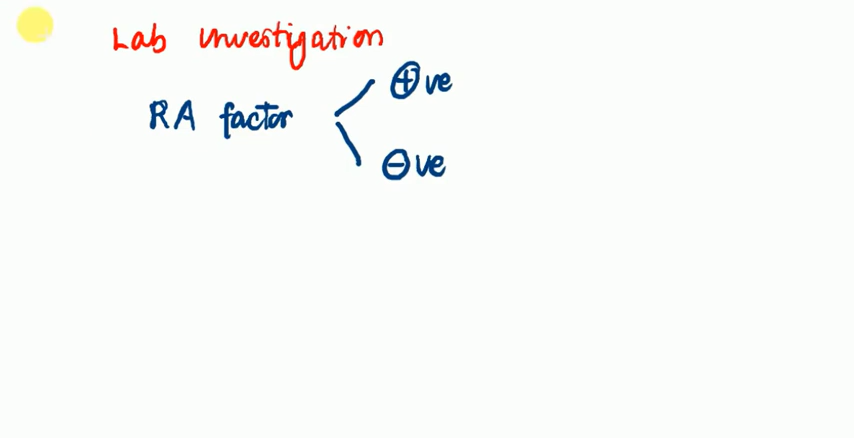 Lab investigation
⊕ve
RA factor
⊖ve